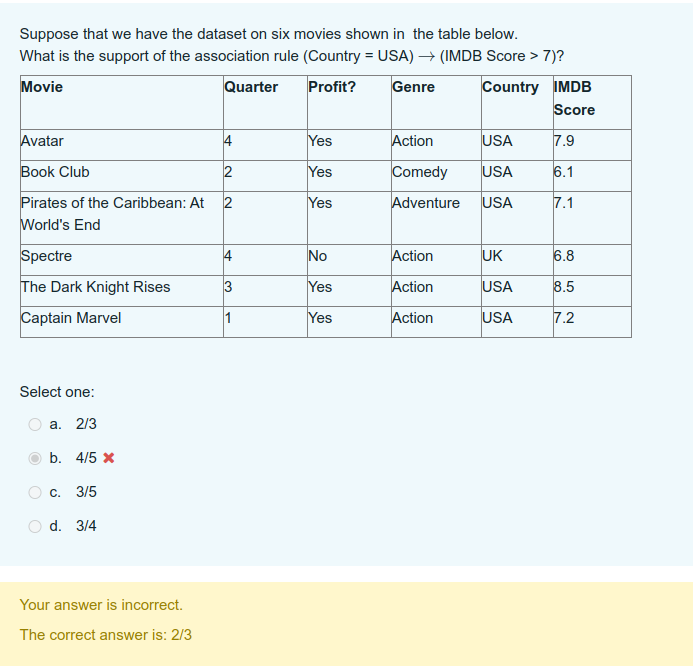 Suppose that we have the dataset on six movies shown in the table below.
What is the support of the association rule (Country = USA) → (IMDB Score > 7)?
Movie Quarter Profit? Genre Country IMDB
Score
Avatar 4 Yes Action USA 7.9
Book Club 2 Yes Comedy USA 6.1
Pirates of the Caribbean: At 2 Yes Adventure USA 7.1
World's End
Spectre 4 No Action UK 6.8
The Dark Knight Rises 3 Yes Action USA 8.5
Captain Marvel 1 Yes Action USA 7.2
Select one:
a. 2/3
b. 4/5 ✖
c. 3/5
d. 3/4
Your answer is incorrect.
The correct answer is: 2/3